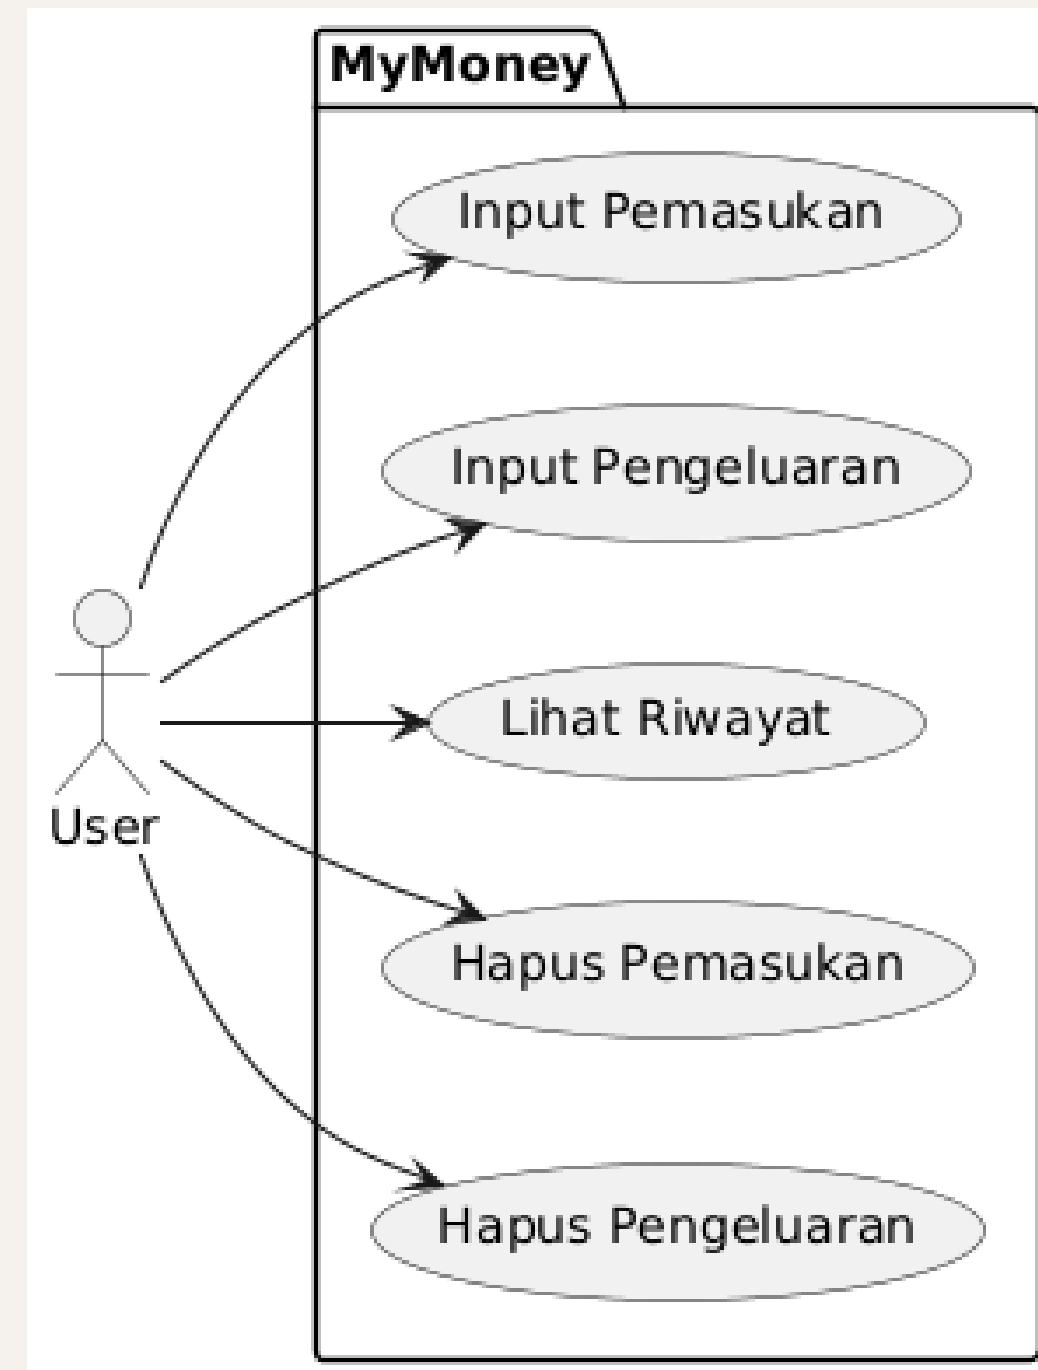 MyMoney
Input Pemasukan
Input Pengeluaran
Lihat Riwayat
User
Hapus Pemasukan
Hapus Pengeluaran